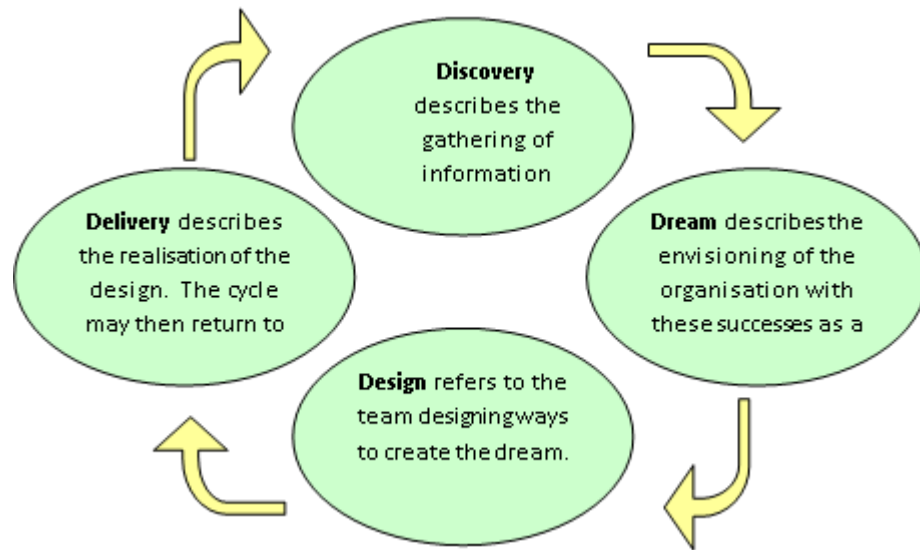 Discovery
describes the
gathering of
information
Dream describes the
envisioning of the
organisation with
these successes as a
Design refers to the
team designing ways
to create the dream.
Delivery describes
the realisation of the
design. The cycle
may then return to